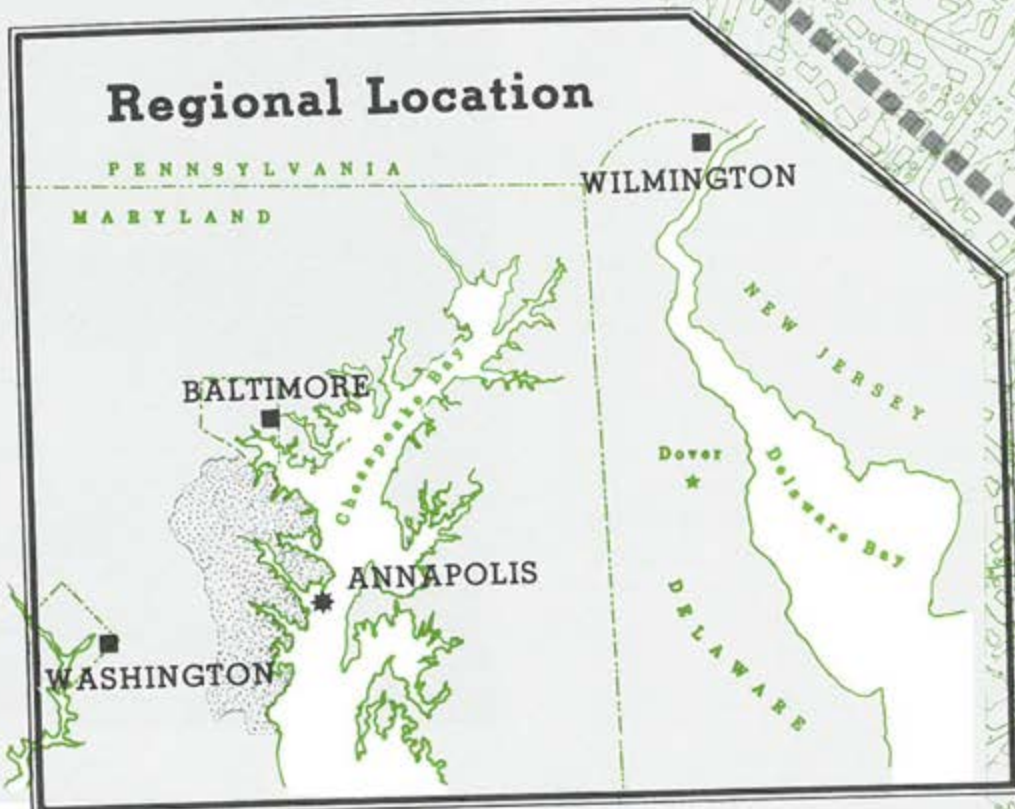 Regional Location
PENNSYLVANIA
MARYLAND
WILMINGTON
NEW JERSEY
BALTIMORE
Chesapeake Bay
Dover
Delaware Bay
ANNAPOLIS
DELAWARE
WASHINGTON